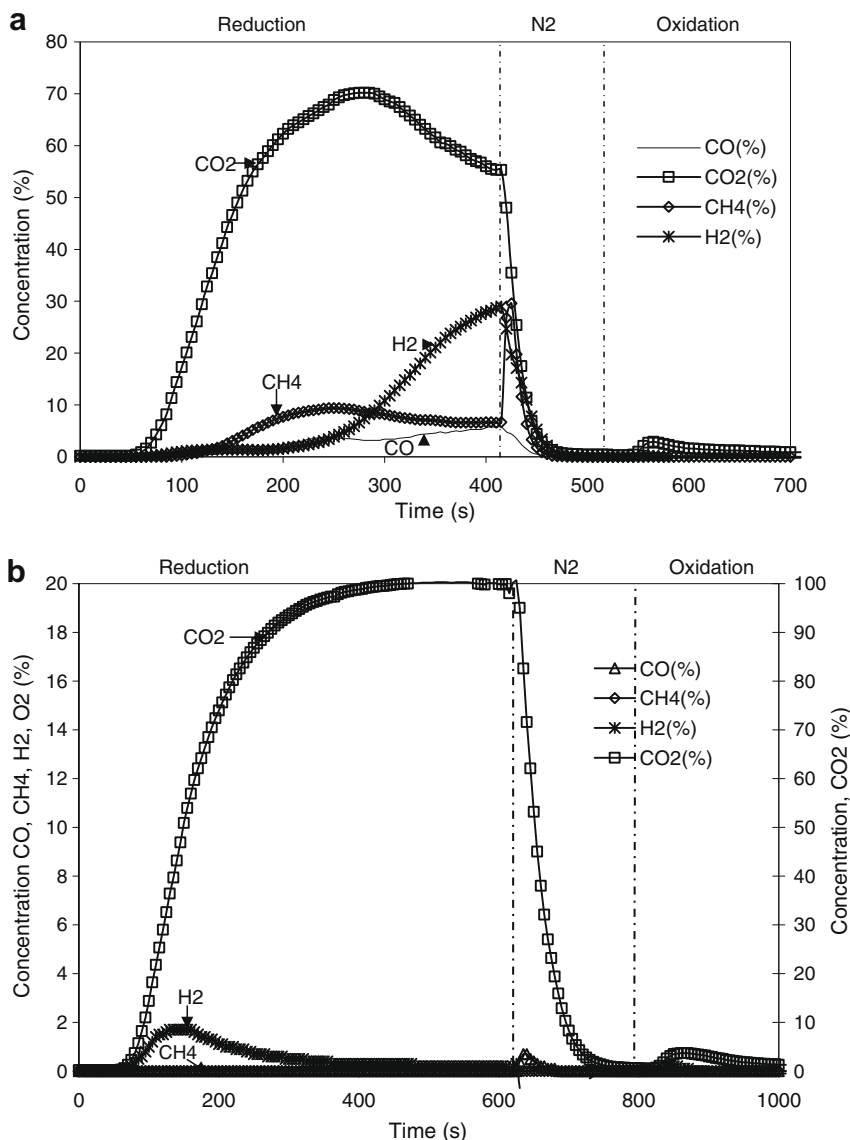 a
Reduction N2 Oxidation
80
70
60
50
40
30
20
10
0
Concentration (%)
CO2
CH4
H2
CO
CO(%)
CO2(%)
CH4(%)
H2(%)
0 100 200 300 400 500 600 700
Time (s)
b
Reduction N2 Oxidation
20
18
16
14
12
10
8
6
4
2
0
Concentration CO, CH4, H2, O2 (%)
CO2
H2
CH4
CO(%)
CH4(%)
H2(%)
CO2(%)
100
90
80
70
60
50
40
30
20
10
0
Concentration, CO2 (%)
0 200 400 600 800 1000
Time (s)